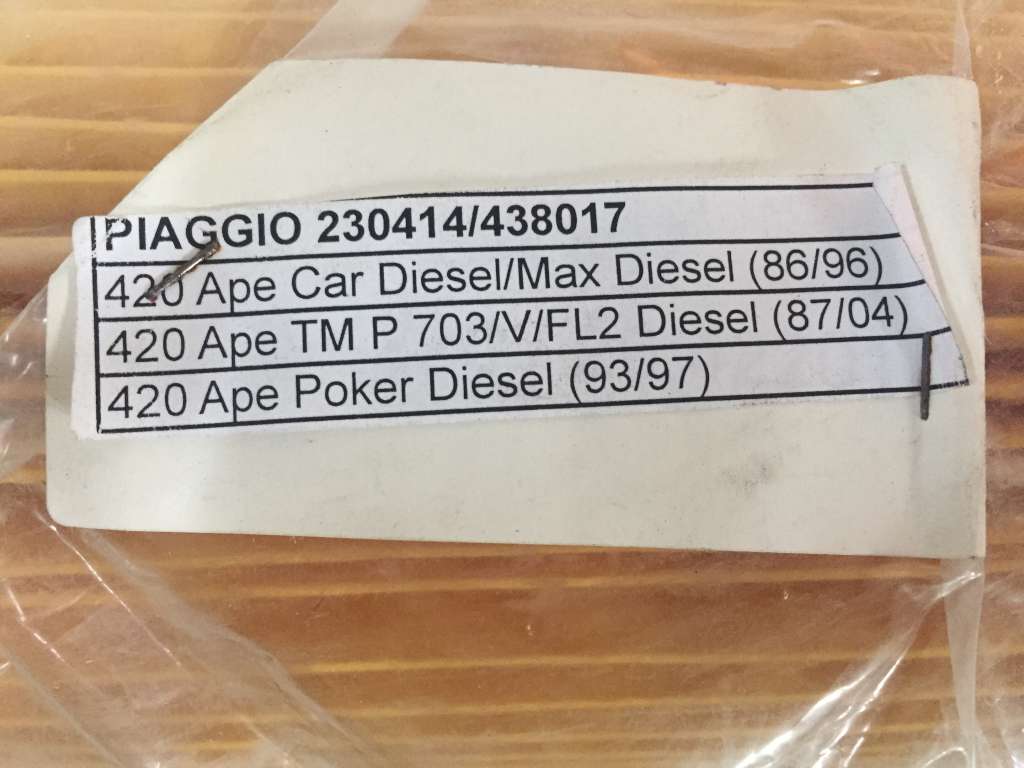 PIAGGIO 230414/438017
420 Ape Car Diesel/Max Diesel (86/96)
420 Ape TM P 703/V/FL2 Diesel (87/04)
420 Ape Poker Diesel (93/97)